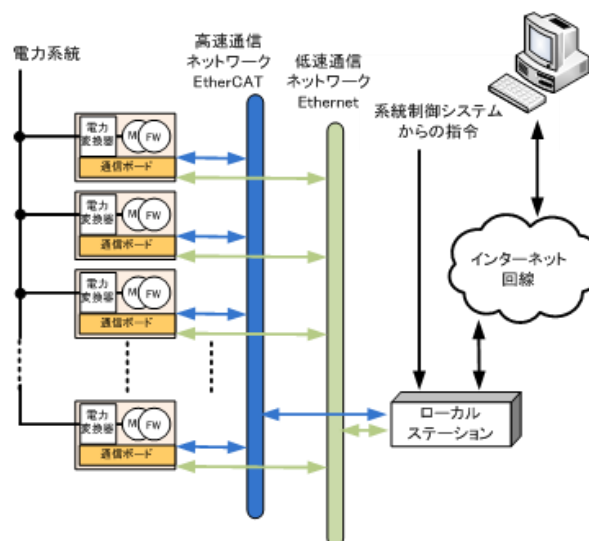 電力系統
高速通信
ネットワーク
EtherCAT
低速通信
ネットワーク
Ethernet
系統制御システム
からの指令
電力
変換器
M
FW
通信ボード
電力
変換器
M
FW
通信ボード
電力
変換器
M
FW
通信ボード
電力
変換器
M
FW
通信ボード
インターネット
回線
ローカル
ステーション